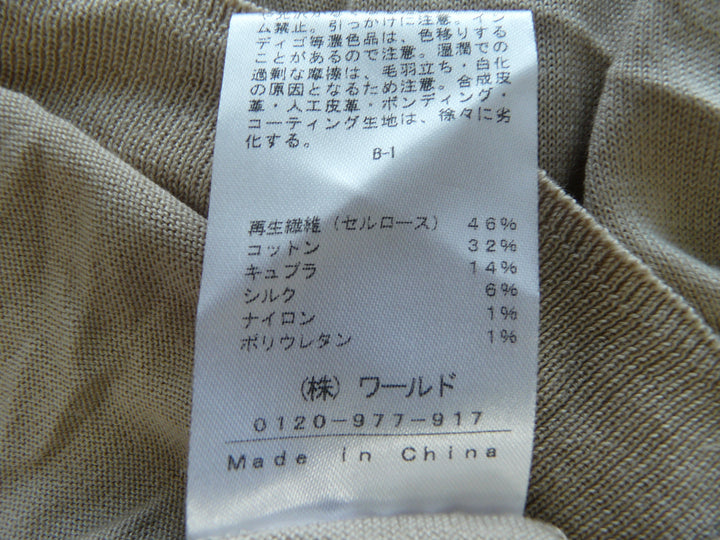 ム禁止。引っかけに注意。イン
ディゴ等濃色品は、色移りする
ことがあるので注意。湿潤での
過剰な摩擦は、毛羽立ち・白化
の原因となるため注意。合成皮
革・人工皮革・ボンディング・
コーティング生地は、徐々に劣
化する。
B-1
再生繊維（セルロース） 46%
コットン 32%
キュプラ 14%
シルク 6%
ナイロン 1%
ポリウレタン 1%
（株）ワールド
0120-977-917
Made in China